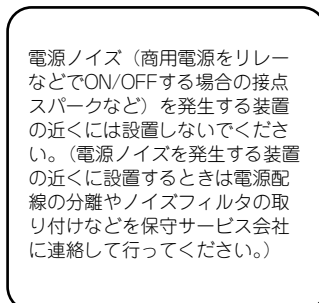 電源ノイズ（商用電源をリレー
などでON/OFFする場合の接点
スパークなど）を発生する装置
の近くには設置しないでくださ
い。（電源ノイズを発生する装置
の近くに設置するときは電源配
線の分離やノイズフィルタの取
り付けなどを保守サービス会社
に連絡して行ってください。）